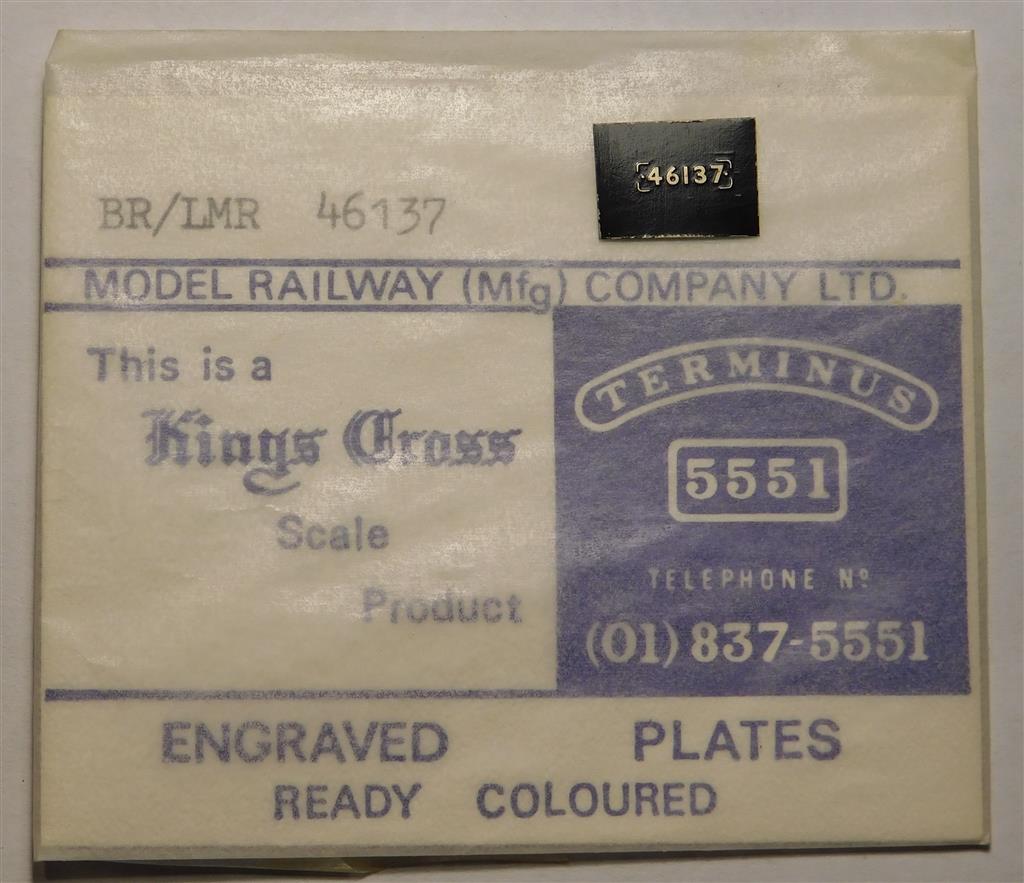 46137
BR/LMR 46137
MODEL RAILWAY (Mfg) COMPANY LTD.
This is a
Kings Cross
Scale
Product
TERMINUS
5551
TELEPHONE Nº
(01) 837-5551
ENGRAVED PLATES
READY COLOURED